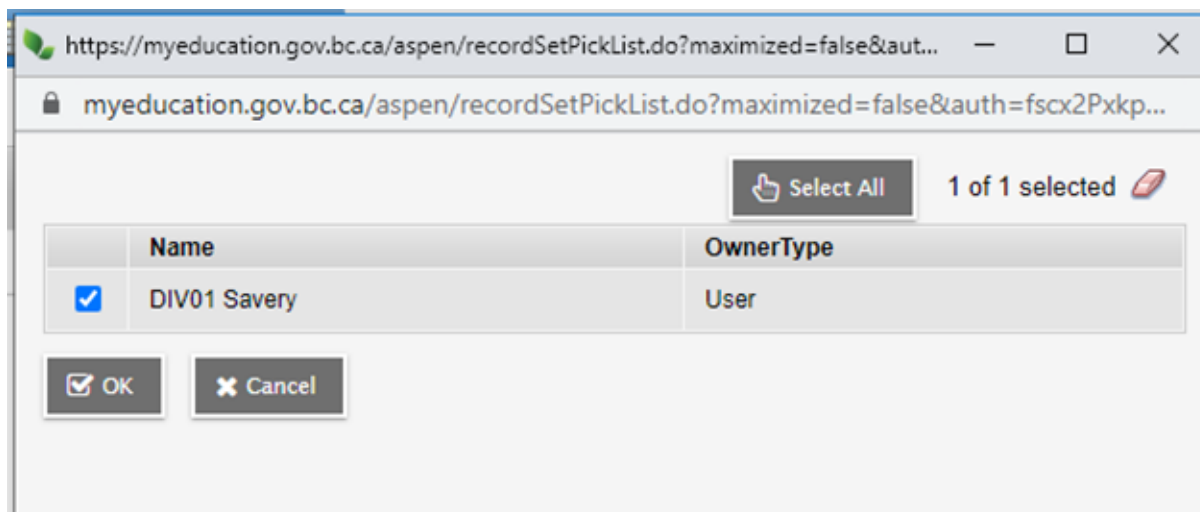 https://myeducation.gov.bc.ca/aspen/recordSetPickList.do?maximized=false&aut...
myeducation.gov.bc.ca/aspen/recordSetPickList.do?maximized=false&auth=fscx2Pxkp...
Select All 1 of 1 selected
Name OwnerType
DIV01 Savery User
OK Cancel